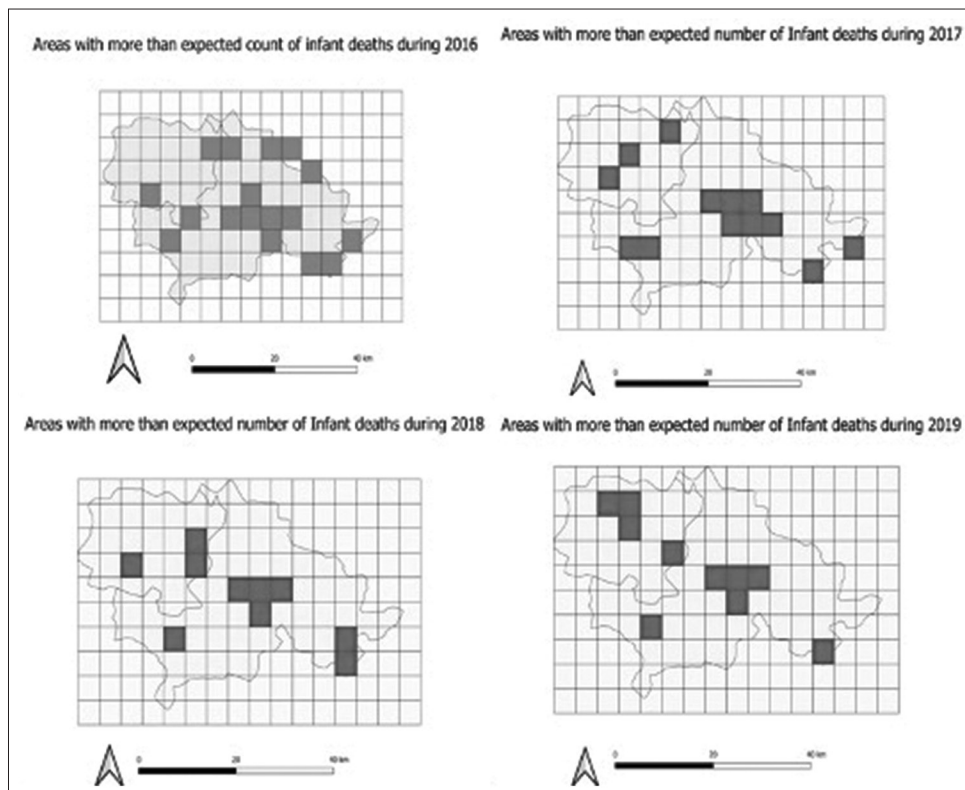 Areas with more than expected count of infant deaths during 2016
Areas with more than expected number of Infant deaths during 2017
0 20 40 km
0 20 40 km
Areas with more than expected number of Infant deaths during 2018
Areas with more than expected number of Infant deaths during 2019
0 20 40 km
0 20 40 km